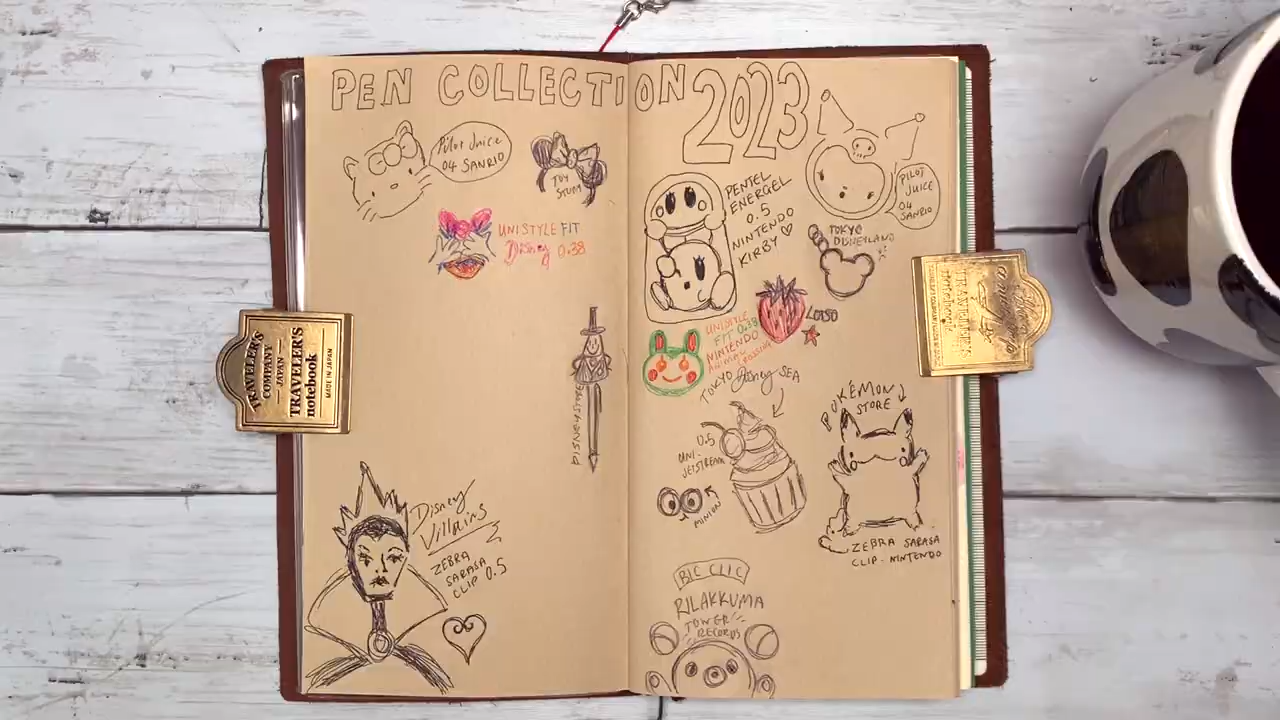 PEN COLLECTION 2023
Pilot Juice
04 SANRIO
TOY
STORY
UNISTYLE FIT
Disney 0.38
DISNEY STORE
Disney
Villains
ZEBRA
SARASA
CLIP 0.5
PENTEL
ENERGEL
0.5
NINTENDO
KIRBY ♡
PILOT
JUICE
04
SANRIO
TOKYO
DISNEYLAND
LOTSO
UNISTYLE
FIT 0.38
NINTENDO
TOKYO Disney SEA
0.5
UNI-
JETSTREAM
MINION
POKÉMON
STORE
ZEBRA SARASA
CLIP - NINTENDO
BIC CLIC
RILAKKUMA
TOWER
RECORDS
TRAVELER'S
COMPANY
JAPAN
TRAVELER'S
notebook
MADE IN JAPAN